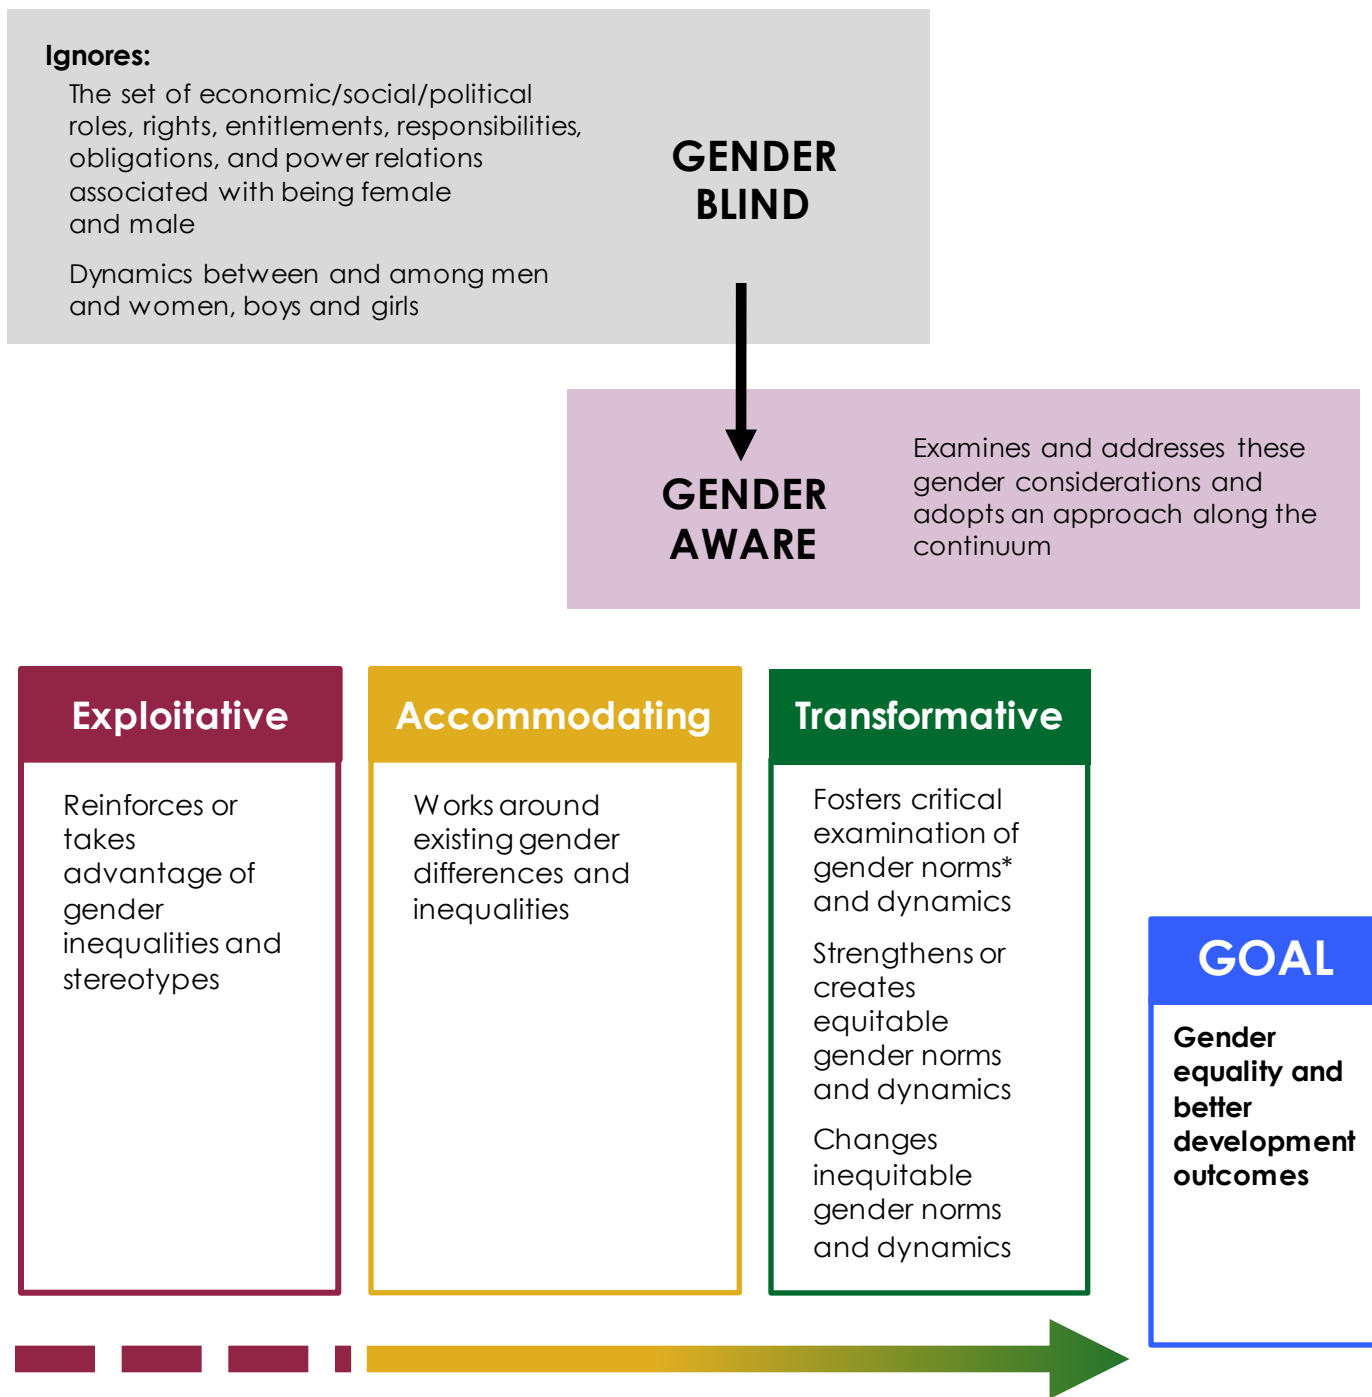 Ignores:
The set of economic/social/political
roles, rights, entitlements, responsibilities,
obligations, and power relations
associated with being female
and male
Dynamics between and among men
and women, boys and girls
GENDER
BLIND
GENDER
AWARE
Examines and addresses these
gender considerations and
adopts an approach along the
continuum
Exploitative
Reinforces or
takes
advantage of
gender
inequalities and
stereotypes
Accommodating
Works around
existing gender
differences and
inequalities
Transformative
Fosters critical
examination of
gender norms*
and dynamics
Strengthens or
creates
equitable
gender norms
and dynamics
Changes
inequitable
gender norms
and dynamics
GOAL
Gender
equality and
better
development
outcomes